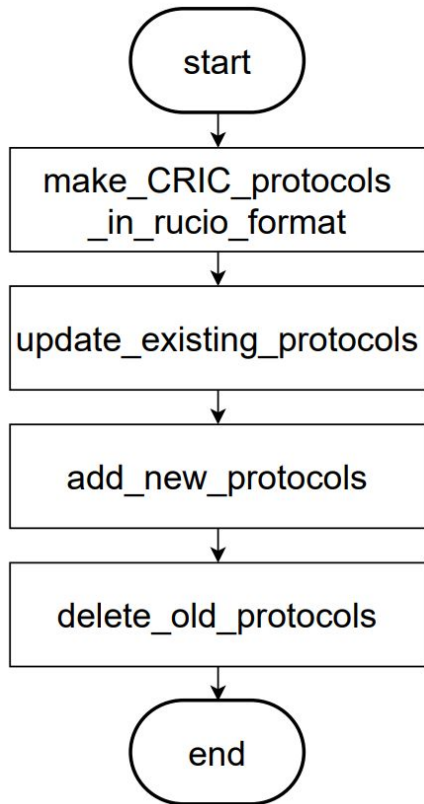 start
make_CRIC_protocols
_in_rucio_format
update_existing_protocols
add_new_protocols
delete_old_protocols
end